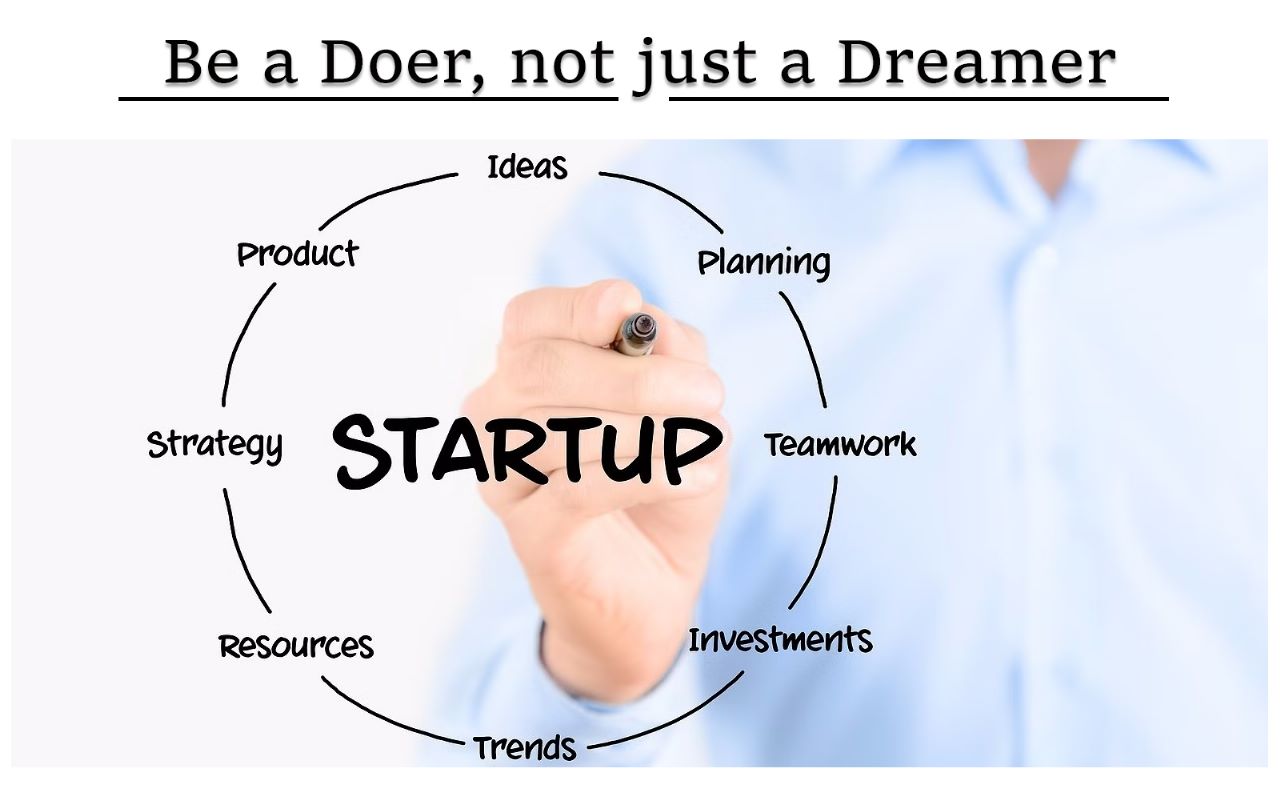 Be a Doer, not just a Dreamer
Ideas
Product
Planning
Strategy
STARTUP
Teamwork
Resources
Investments
Trends